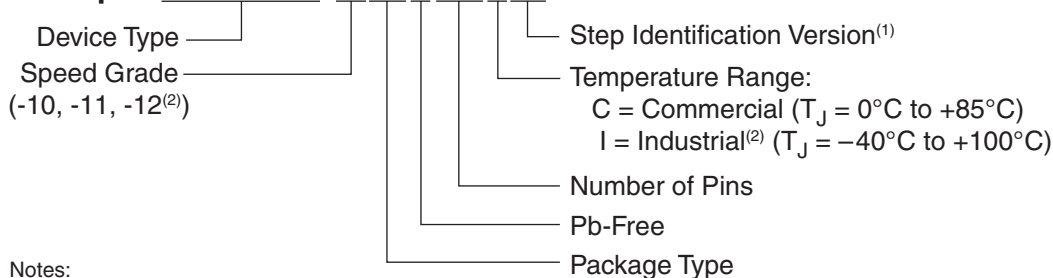 Device Type
Speed Grade
(-10, -11, -12(2))
Step Identification Version(1)
Temperature Range:
C = Commercial (TJ = 0°C to +85°C)
I = Industrial(2) (TJ = −40°C to +100°C)
Number of Pins
Pb-Free
Package Type
Notes: